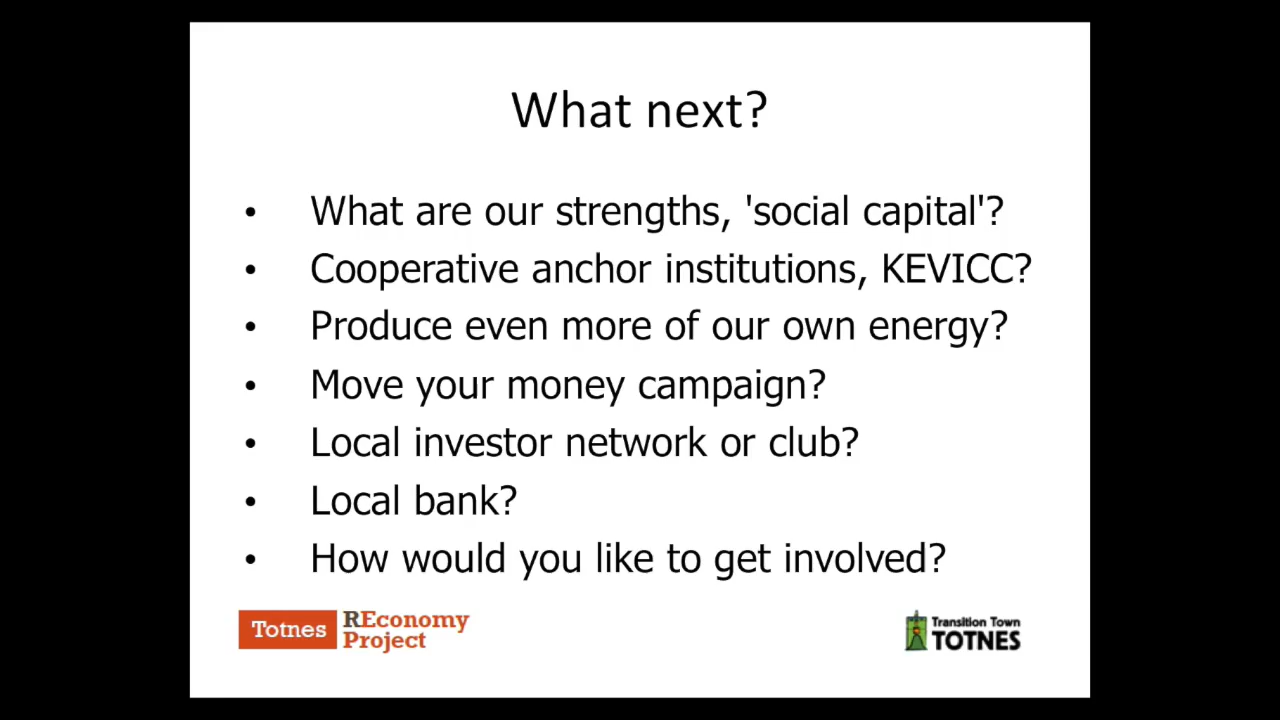 What next?
• What are our strengths, 'social capital'?
• Cooperative anchor institutions, KEVICC?
• Produce even more of our own energy?
• Move your money campaign?
• Local investor network or club?
• Local bank?
• How would you like to get involved?
Totnes REconomy
Project
Transition Town
TOTNES